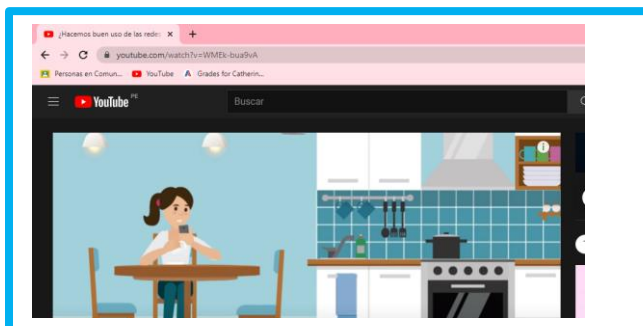 ¿Hacemos buen uso de las redes
youtube.com/watch?v=WMEk-bua9vA
Personas en Comun... YouTube Grades for Catherin...
YouTube PE
Buscar